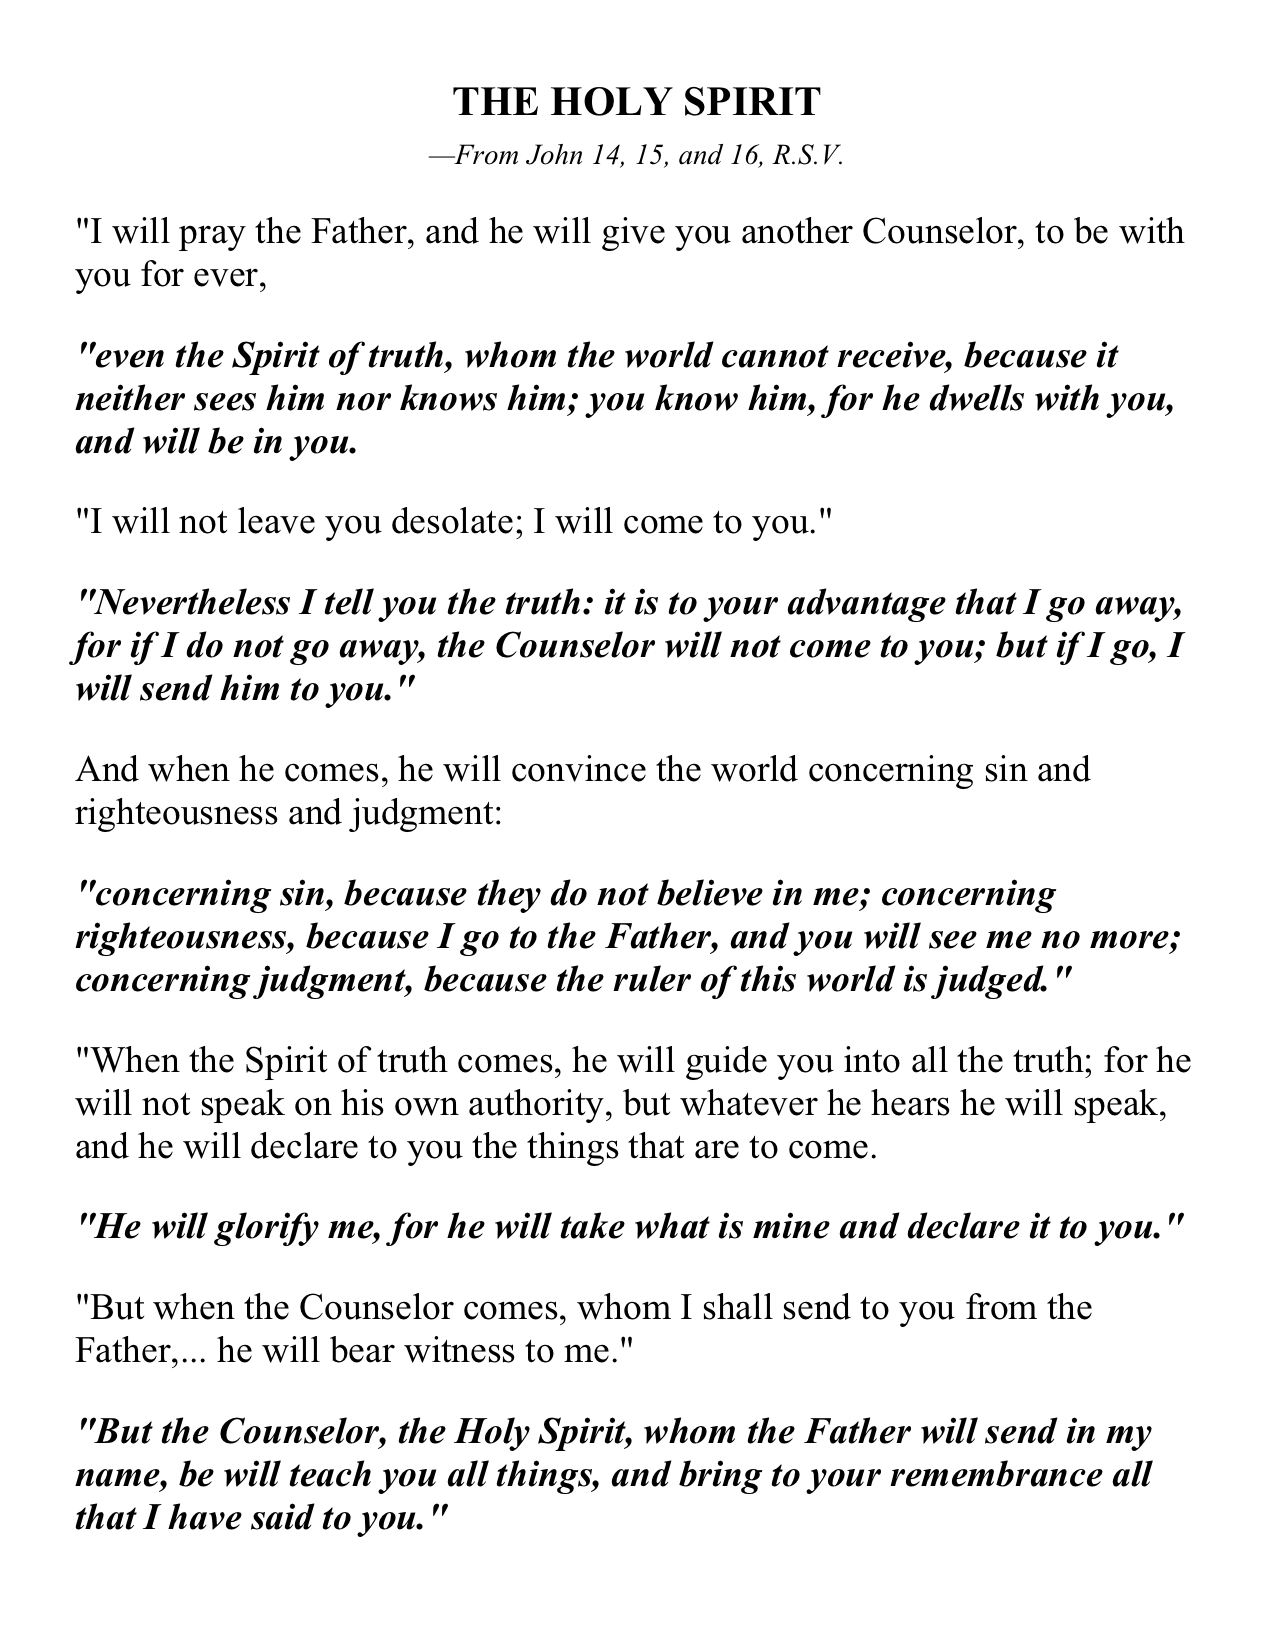 THE HOLY SPIRIT
—From John 14, 15, and 16, R.S.V.
"I will pray the Father, and he will give you another Counselor, to be with
you for ever,
"even the Spirit of truth, whom the world cannot receive, because it
neither sees him nor knows him; you know him, for he dwells with you,
and will be in you.
"I will not leave you desolate; I will come to you."
"Nevertheless I tell you the truth: it is to your advantage that I go away,
for if I do not go away, the Counselor will not come to you; but if I go, I
will send him to you."
And when he comes, he will convince the world concerning sin and
righteousness and judgment:
"concerning sin, because they do not believe in me; concerning
righteousness, because I go to the Father, and you will see me no more;
concerning judgment, because the ruler of this world is judged."
"When the Spirit of truth comes, he will guide you into all the truth; for he
will not speak on his own authority, but whatever he hears he will speak,
and he will declare to you the things that are to come.
"He will glorify me, for he will take what is mine and declare it to you."
"But when the Counselor comes, whom I shall send to you from the
Father,... he will bear witness to me."
"But the Counselor, the Holy Spirit, whom the Father will send in my
name, be will teach you all things, and bring to your remembrance all
that I have said to you."